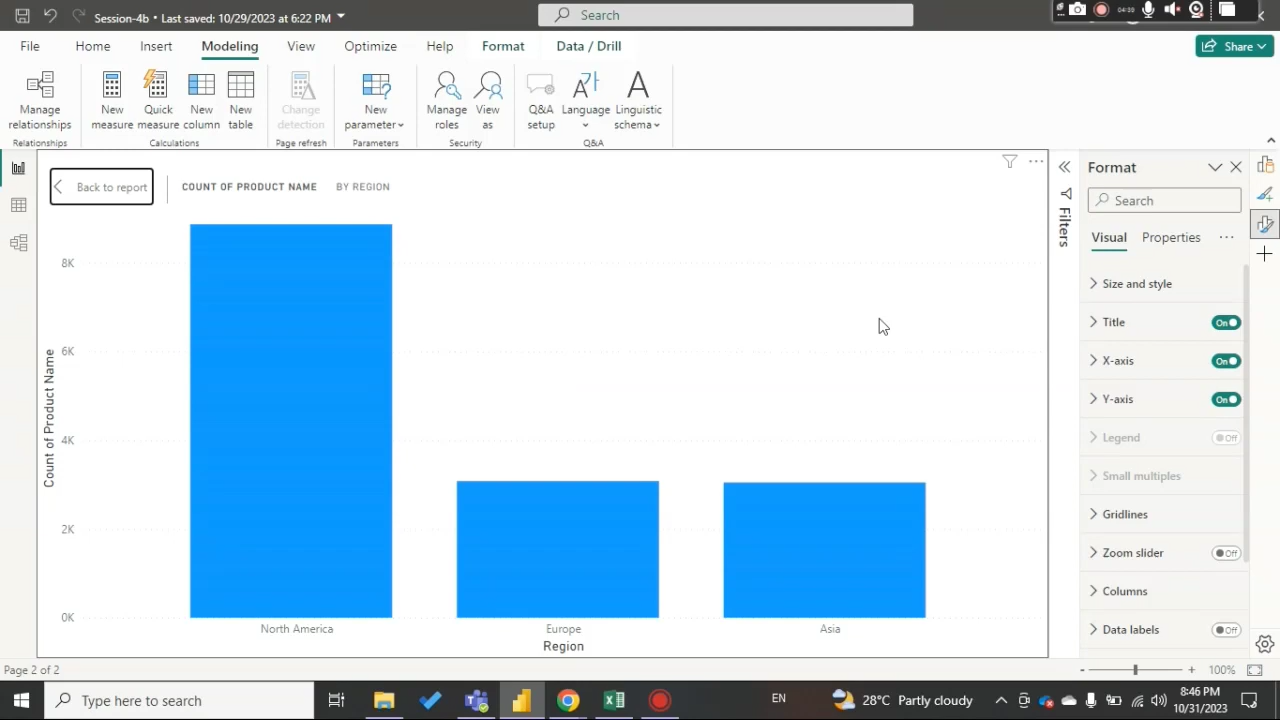 Session-4b • Last saved: 10/29/2023 at 6:22 PM
Search
04:39
File Home Insert Modeling View Optimize Help Format Data / Drill
Share
Manage relationships
New measure
Quick measure
New column
New table
Change detection
New parameter
Manage roles
View as
Q&A setup
Language
Linguistic schema
Relationships Calculations Page refresh Parameters Security Q&A
Back to report
COUNT OF PRODUCT NAME BY REGION
8K
6K
4K
2K
0K
Count of Product Name
North America Europe Asia
Region
Filters
Format
Search
Visual Properties
Size and style
Title On
X-axis On
Y-axis On
Legend Off
Small multiples
Gridlines
Zoom slider Off
Columns
Data labels Off
Page 2 of 2
- + 100%
Type here to search
EN
28°C Partly cloudy
8:46 PM
10/31/2023